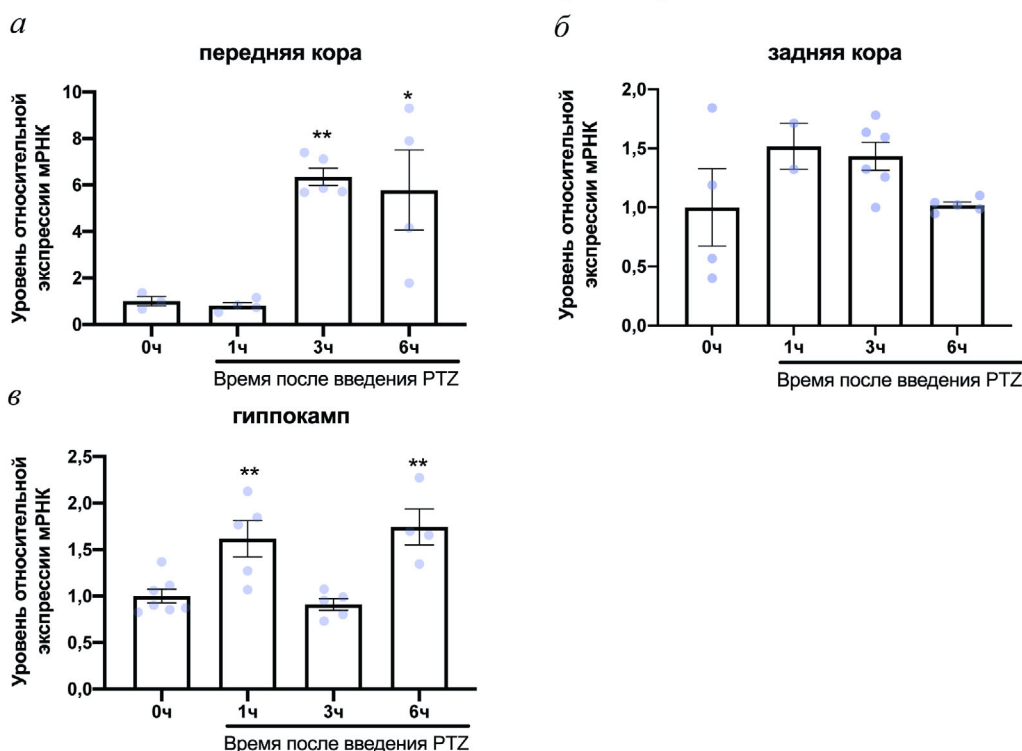 а
передняя кора
Уровень относительной
экспрессии мРНК
10
8
6
4
2
0
**
*
0ч 1ч 3ч 6ч
Время после введения PTZ
б
задняя кора
Уровень относительной
экспрессии мРНК
2,0
1,5
1,0
0,5
0,0
0ч 1ч 3ч 6ч
Время после введения PTZ
в
гиппокамп
Уровень относительной
экспрессии мРНК
2,5
2,0
1,5
1,0
0,5
0,0
**
**
0ч 1ч 3ч 6ч
Время после введения PTZ